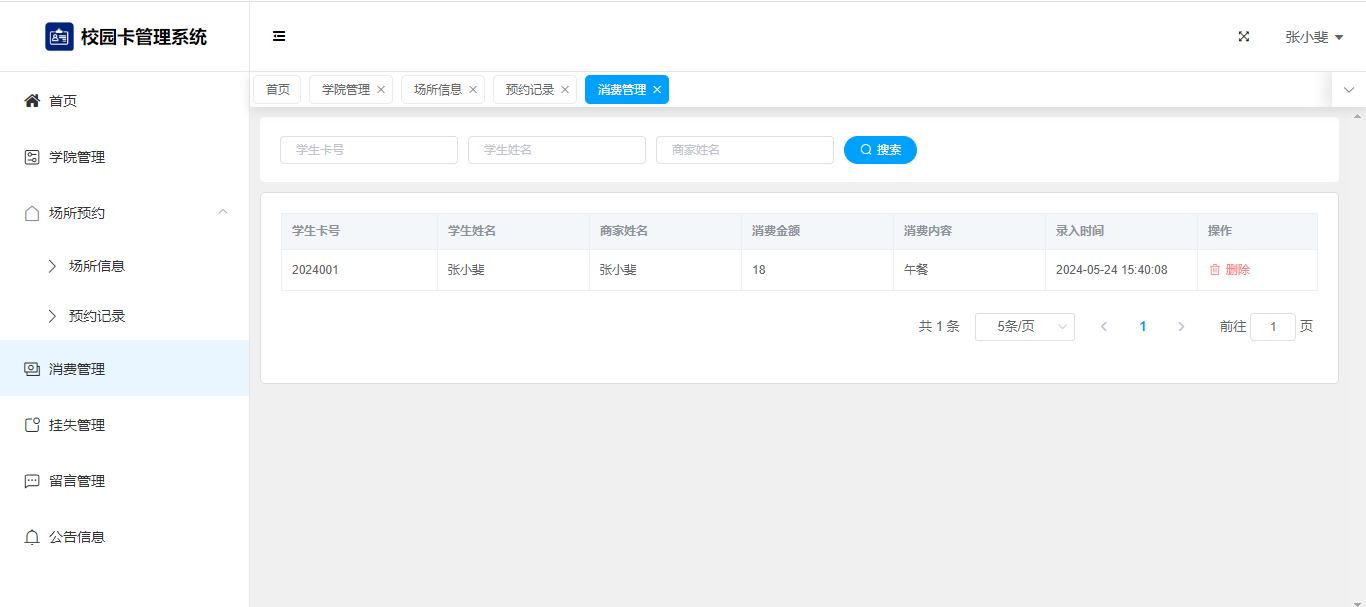 校园卡管理系统
张小斐
首页
学院管理
场所预约
场所信息
预约记录
消费管理
挂失管理
留言管理
公告信息
首页 学院管理 场所信息 预约记录 消费管理
学生卡号 学生姓名 商家姓名 搜索
学生卡号 学生姓名 商家姓名 消费金额 消费内容 录入时间 操作
2024001 张小斐 张小斐 18 午餐 2024-05-24 15:40:08 删除
共 1 条 5条/页 1 前往 1 页